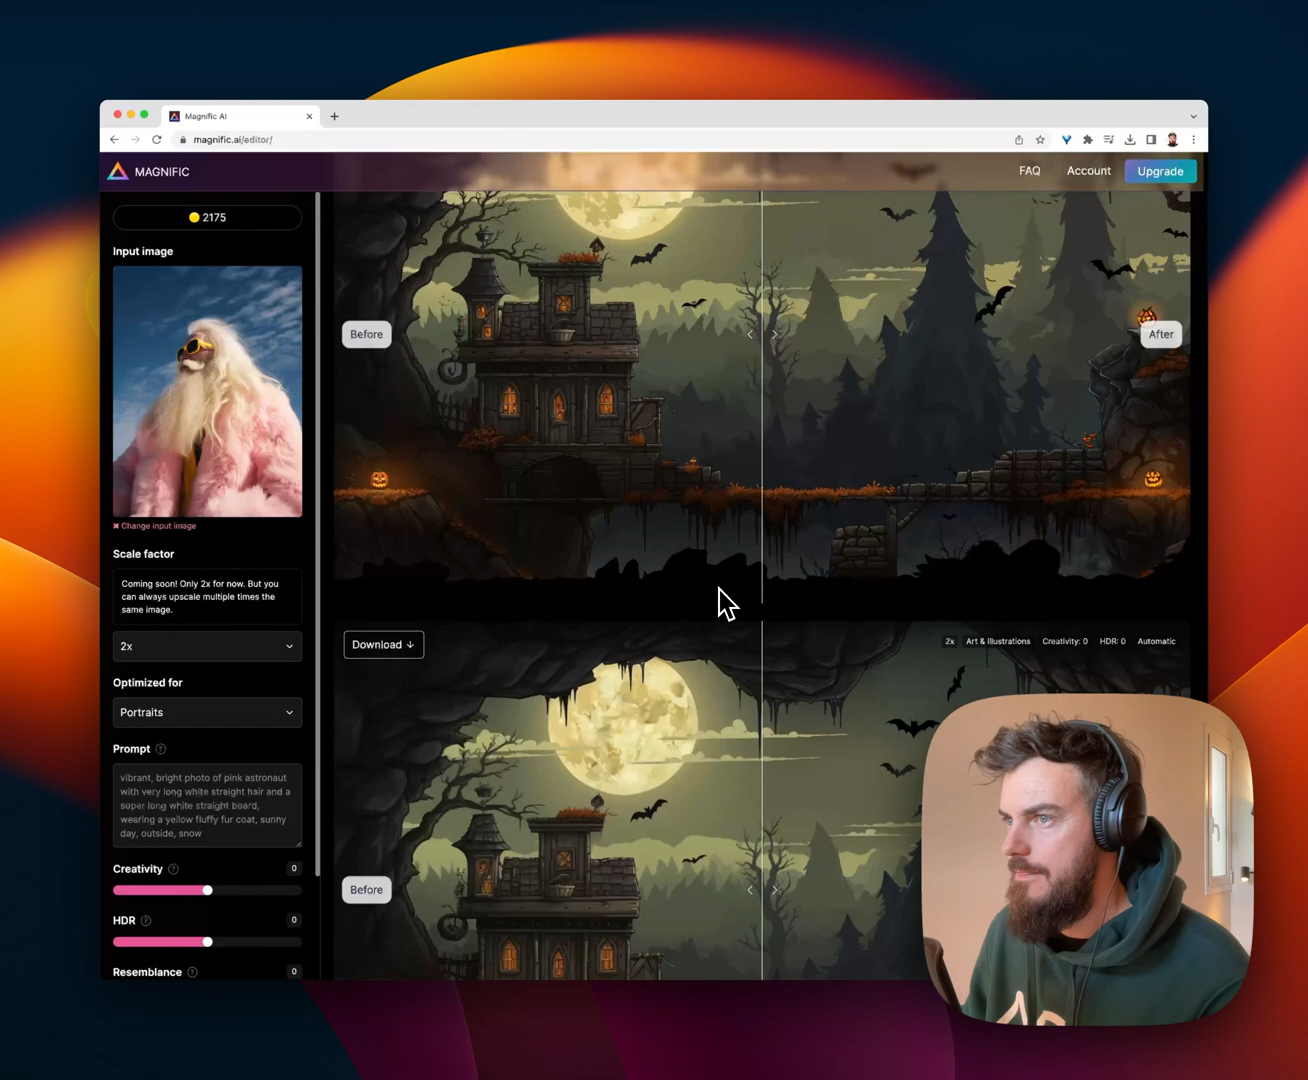 Magnific AI
magnific.ai/editor/
MAGNIFIC
FAQ
Account
Upgrade
2175
Input image
Change input image
Scale factor
Coming soon! Only 2x for now. But you
can always upscale multiple times the
same image.
2x
Optimized for
Portraits
Prompt
vibrant, bright photo of pink astronaut
with very long white straight hair and a
super long white straight beard,
wearing a yellow fluffy fur coat, sunny
day, outside, snow
Creativity
0
HDR
0
Resemblance
0
Before
After
Download
2x Art & Illustrations Creativity: 0 HDR: 0 Automatic
Before